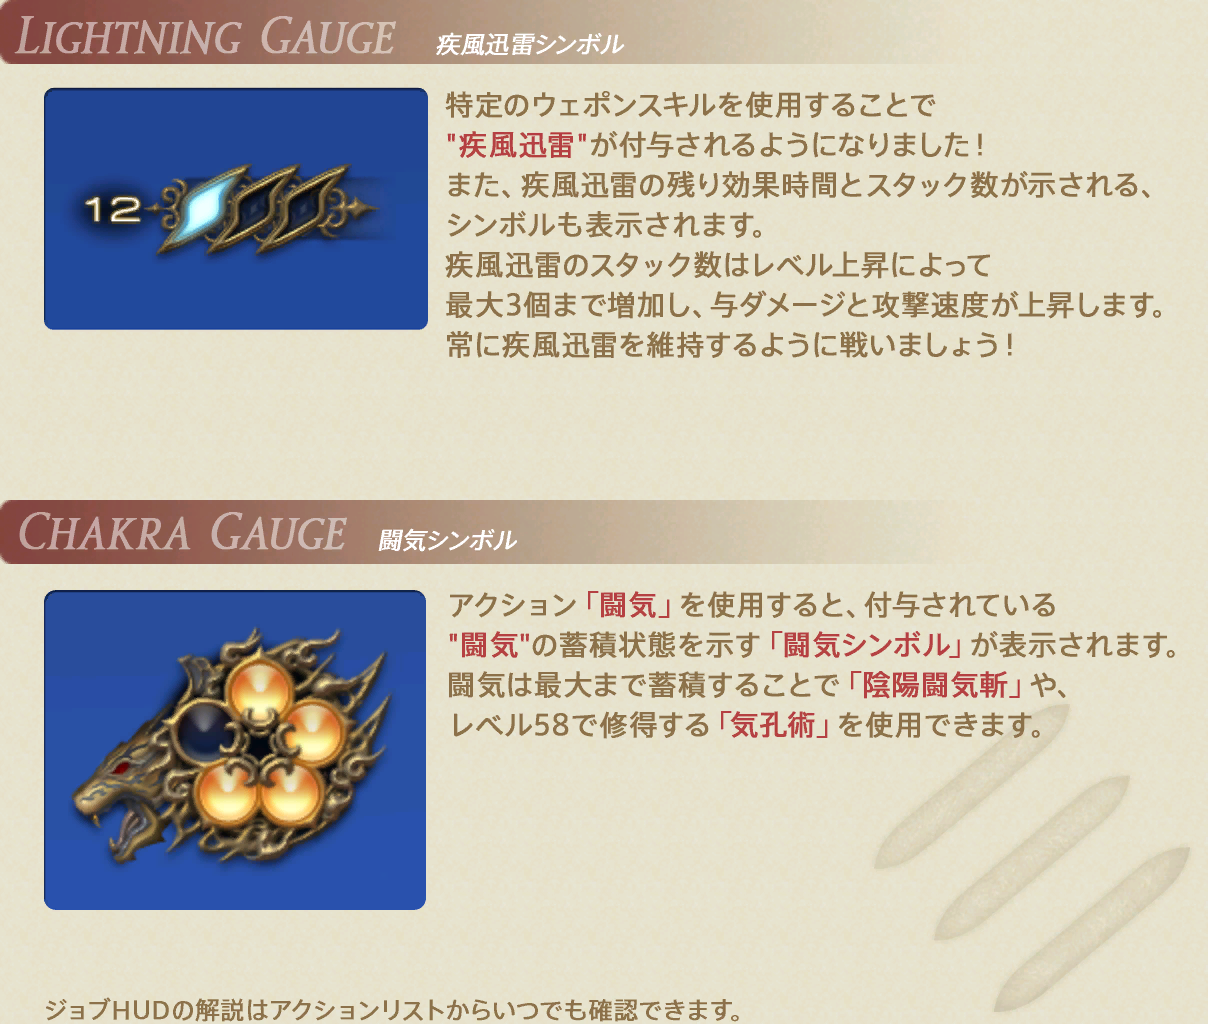 LIGHTNING GAUGE 疾風迅雷シンボル
特定のウェポンスキルを使用することで
"疾風迅雷"が付与されるようになりました！
また、疾風迅雷の残り効果時間とスタック数が示される、
シンボルも表示されます。
疾風迅雷のスタック数はレベル上昇によって
最大3個まで増加し、与ダメージと攻撃速度が上昇します。
常に疾風迅雷を維持するように戦いましょう！
12
CHAKRA GAUGE 闘気シンボル
アクション「闘気」を使用すると、付与されている
"闘気"の蓄積状態を示す「闘気シンボル」が表示されます。
闘気は最大まで蓄積することで「陰陽闘気斬」や、
レベル58で修得する「気孔術」を使用できます。
ジョブHUDの解説はアクションリストからいつでも確認できます。